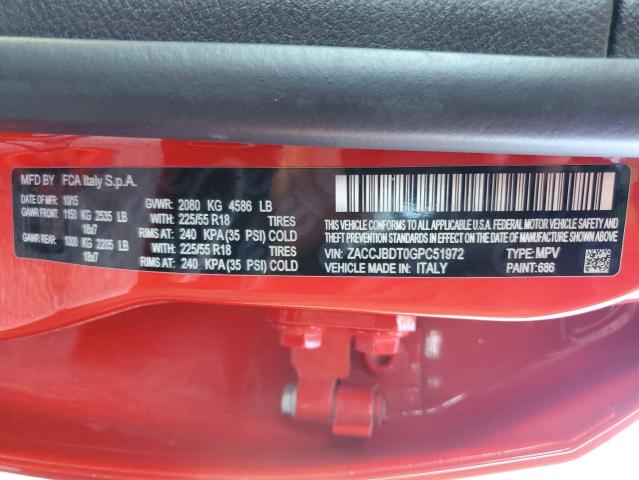 MFD BY FCA Italy S.p.A.
DATE OF MFR: 10/15 GVWR: 2080 KG 4586 LB
GAWR FRONT: 1150 KG 2535 LB WITH: 225/55 R18 TIRES
18x7 RIMS AT: 240 KPA (35 PSI) COLD
GAWR REAR: 1000 KG 2205 LB WITH: 225/55 R18 TIRES
18x7 RIMS AT: 240 KPA (35 PSI) COLD
THIS VEHICLE CONFORMS TO ALL APPLICABLE U.S.A. FEDERAL MOTOR VEHICLE SAFETY
AND THEFT PREVENTION STANDARDS IN EFFECT ON THE DATE OF MANUFACTURE SHOWN ABOVE.
VIN: ZACCJBDT0GPC51972 TYPE: MPV
VEHICLE MADE IN: ITALY PAINT: 686